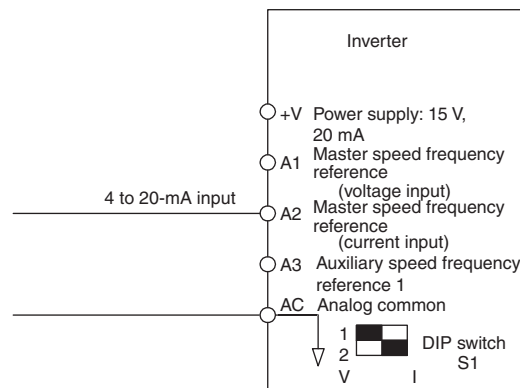 Inverter
+V Power supply: 15 V,
20 mA
A1 Master speed frequency
reference
(voltage input)
4 to 20-mA input
A2 Master speed frequency
reference
(current input)
A3 Auxiliary speed frequency
reference 1
AC Analog common
1
2
DIP switch
S1
V I